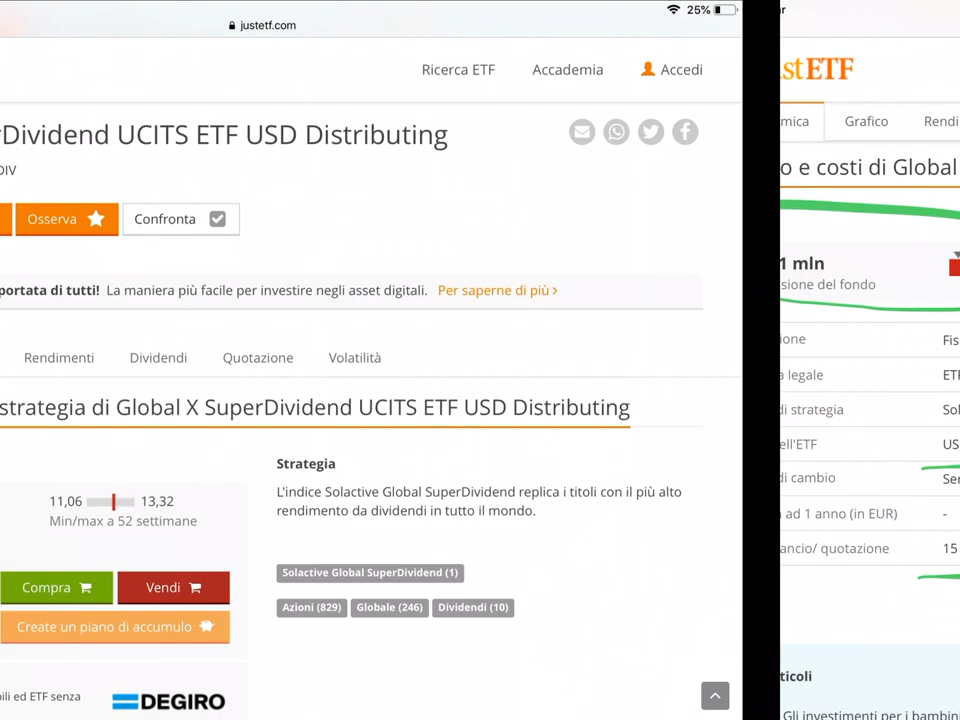 25%
justetf.com
Ricerca ETF Accademia Accedi
Dividend UCITS ETF USD Distributing
DIV
Osserva Confronta
portata di tutti! La maniera più facile per investire negli asset digitali. Per saperne di più ›
Rendimenti Dividendi Quotazione Volatilità
strategia di Global X SuperDividend UCITS ETF USD Distributing
Strategia
L'indice Solactive Global SuperDividend replica i titoli con il più alto
rendimento da dividendi in tutto il mondo.
11,06 13,32
Min/max a 52 settimane
Solactive Global SuperDividend (1)
Azioni (829) Globale (246) Dividendi (10)
Compra Vendi
Create un piano di accumulo
ili ed ETF senza DEGIRO
stETF
mica Grafico Rendi
o e costi di Global
1 mln
sione del fondo
ione Fis
legale ETF
di strategia Sol
ell'ETF US
di cambio Sen
ad 1 anno (in EUR) -
ancio/ quotazione 15
ticoli
Gli investimenti per i bambini